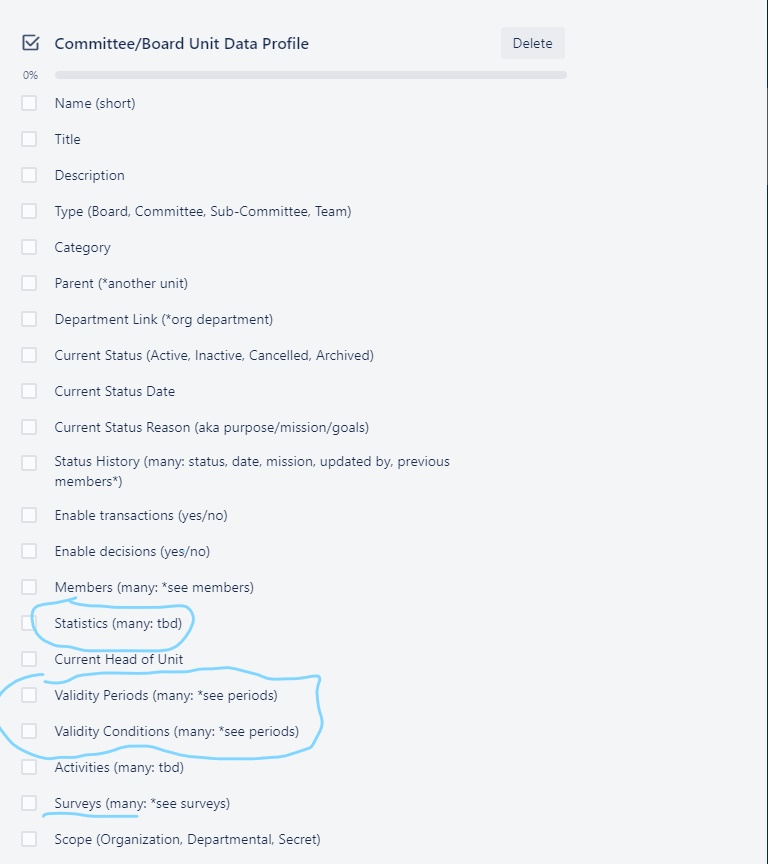 Committee/Board Unit Data Profile
Delete
0%
Name (short)
Title
Description
Type (Board, Committee, Sub-Committee, Team)
Category
Parent (*another unit)
Department Link (*org department)
Current Status (Active, Inactive, Cancelled, Archived)
Current Status Date
Current Status Reason (aka purpose/mission/goals)
Status History (many: status, date, mission, updated by, previous
members*)
Enable transactions (yes/no)
Enable decisions (yes/no)
Members (many: *see members)
Statistics (many: tbd)
Current Head of Unit
Validity Periods (many: *see periods)
Validity Conditions (many: *see periods)
Activities (many: tbd)
Surveys (many: *see surveys)
Scope (Organization, Departmental, Secret)